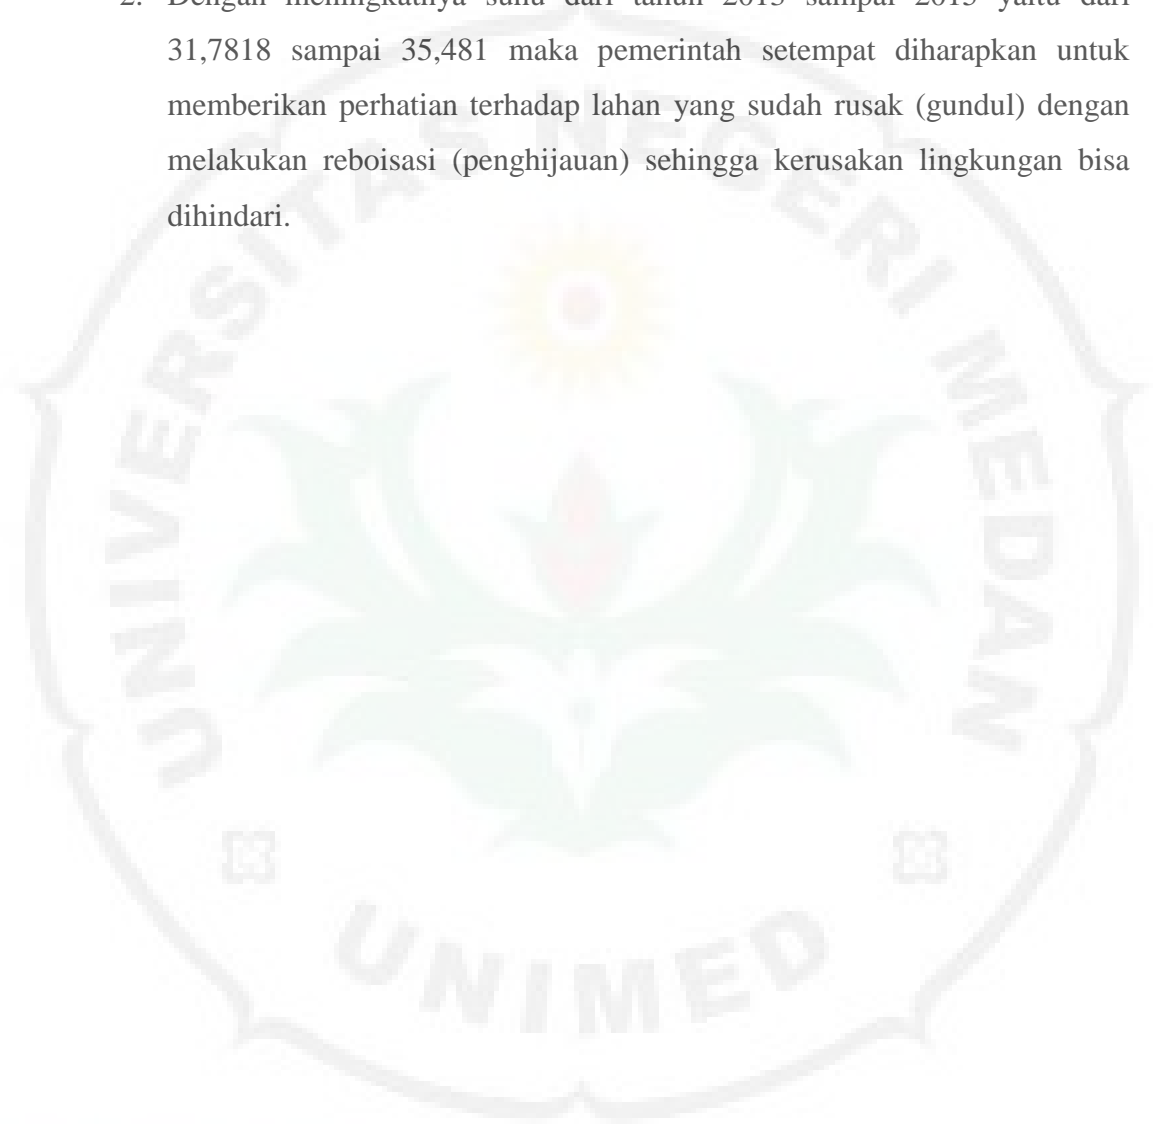 2. Dengan meningkatnya suhu dari tahun sampai yaitu dari
31,7818 sampai 35,481 maka pemerintah setempat diharapkan untuk
memberikan perhatian terhadap lahan yang sudah rusak (gundul) dengan
melakukan reboisasi (penghijauan) sehingga kerusakan lingkungan bisa
dihindari.
UNIVERSITAS NEGERI MEDAN
UNIMED